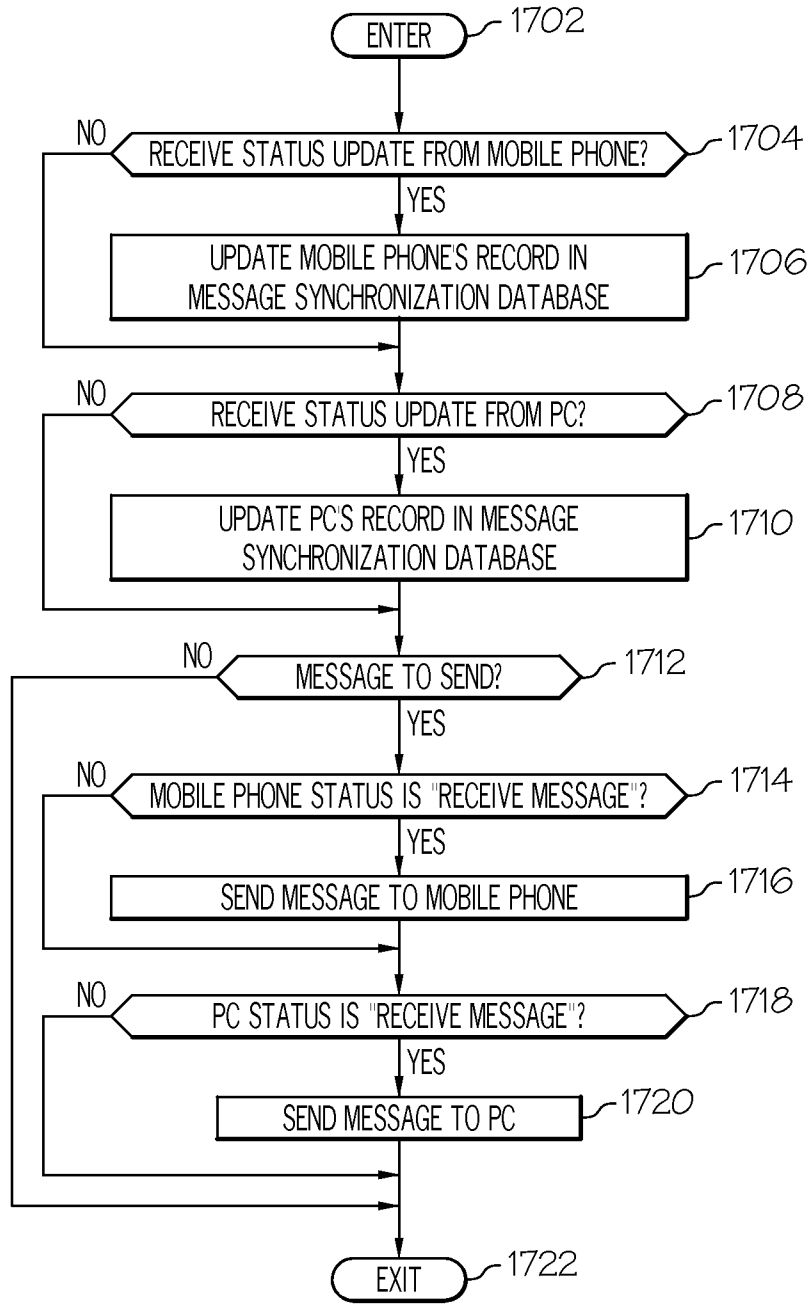 ENTER
1702
NO
RECEIVE STATUS UPDATE FROM MOBILE PHONE?
1704
YES
UPDATE MOBILE PHONE'S RECORD IN
MESSAGE SYNCHRONIZATION DATABASE
1706
NO
RECEIVE STATUS UPDATE FROM PC?
1708
YES
UPDATE PC'S RECORD IN MESSAGE
SYNCHRONIZATION DATABASE
1710
NO
MESSAGE TO SEND?
1712
YES
NO
MOBILE PHONE STATUS IS "RECEIVE MESSAGE"?
1714
YES
SEND MESSAGE TO MOBILE PHONE
1716
NO
PC STATUS IS "RECEIVE MESSAGE"?
1718
YES
SEND MESSAGE TO PC
1720
EXIT
1722